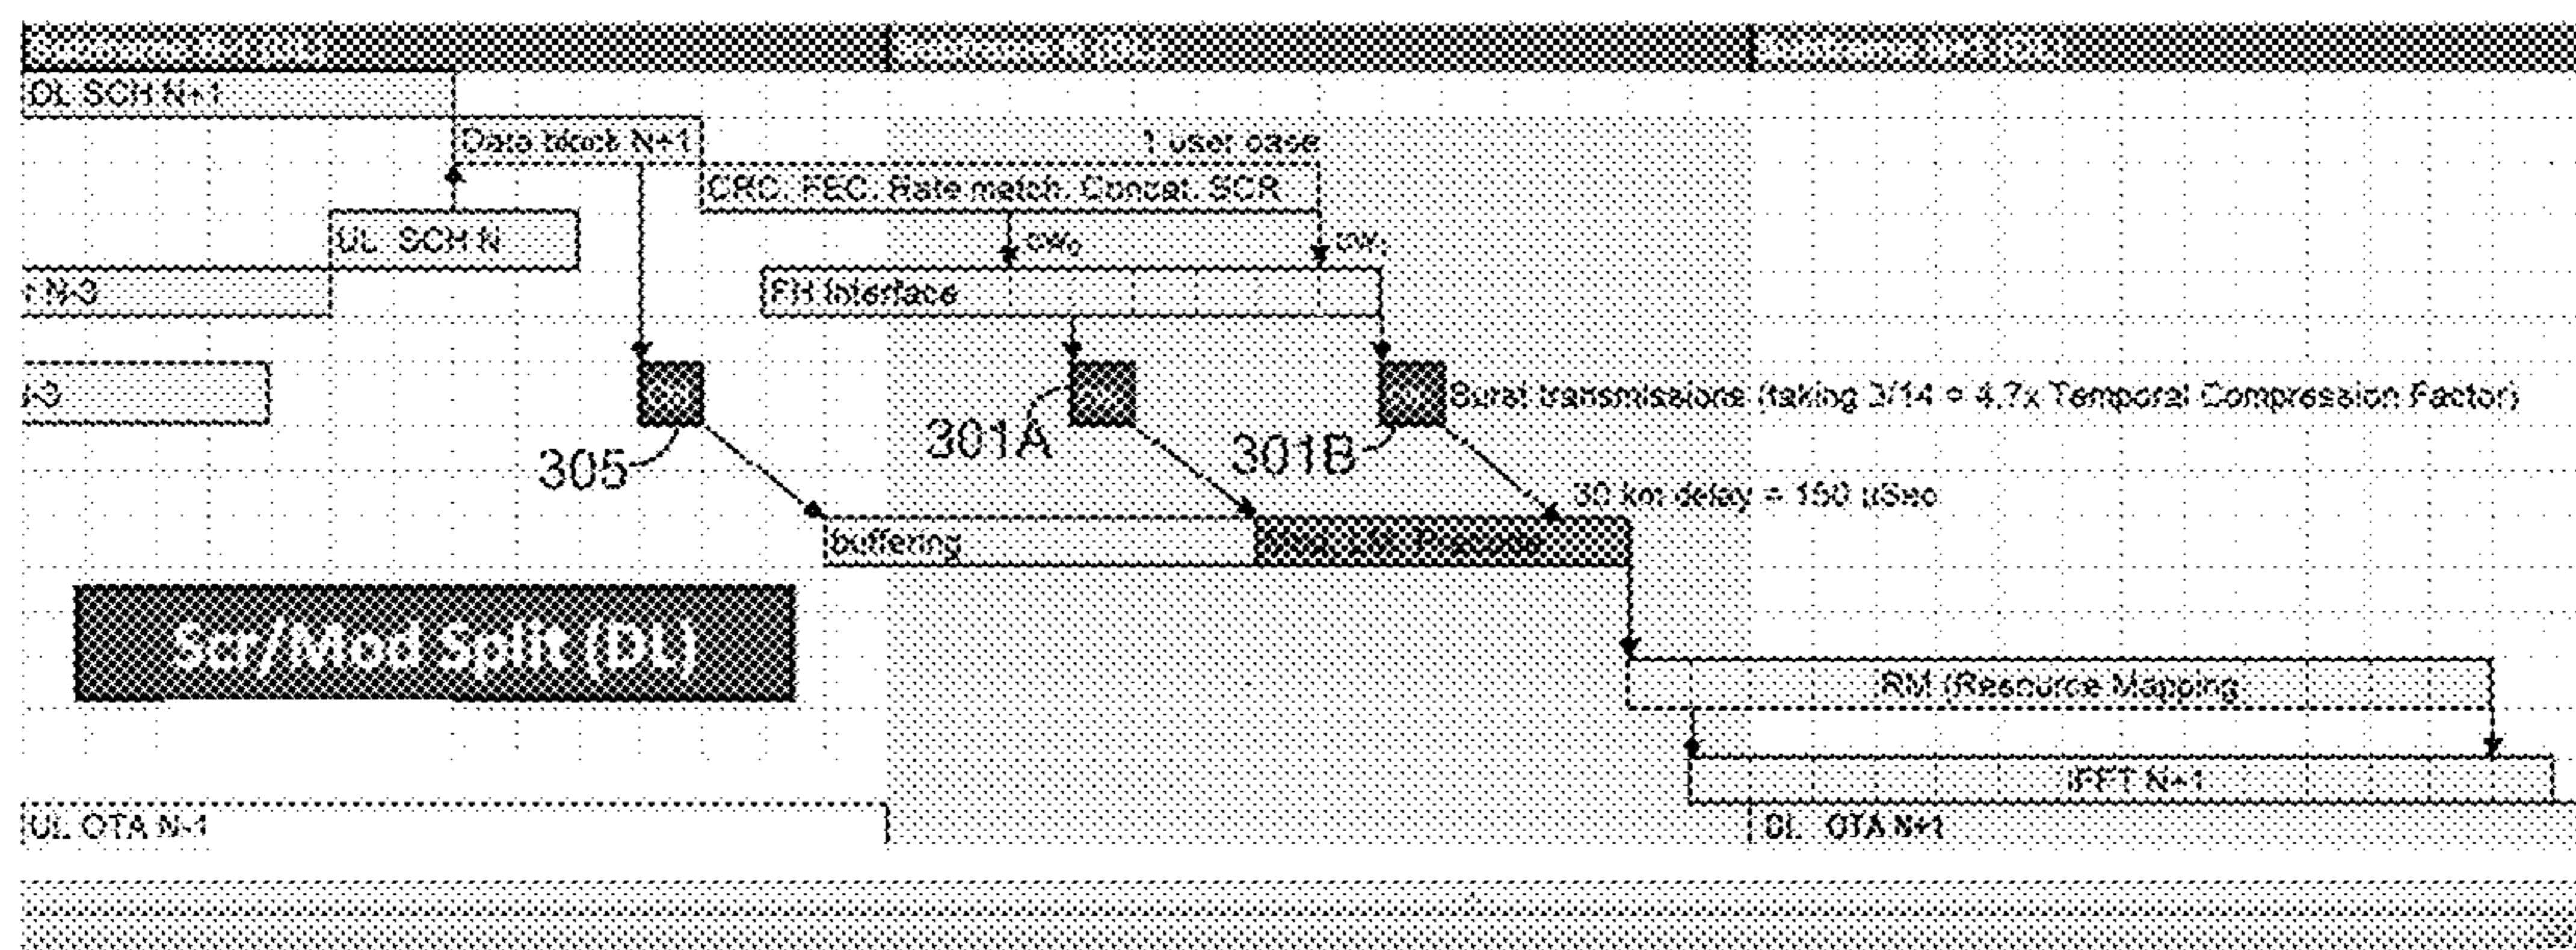 DL SCH N+1
Data block N+1
1 user case
CRC, FEC, Rate match, Concat, SCR
UL SCH N
cw0
cw1
r N-3
FH Interface
-2
Burst transmissions (taking 3/14 = 4.7x Temporal Compression Factor)
301A
301B
305
30 km delay = 150 µSec
buffering
Scr/Mod Split (DL)
RM (Resource Mapping
IFFT N+1
UL OTA N-1
DL OTA N+1